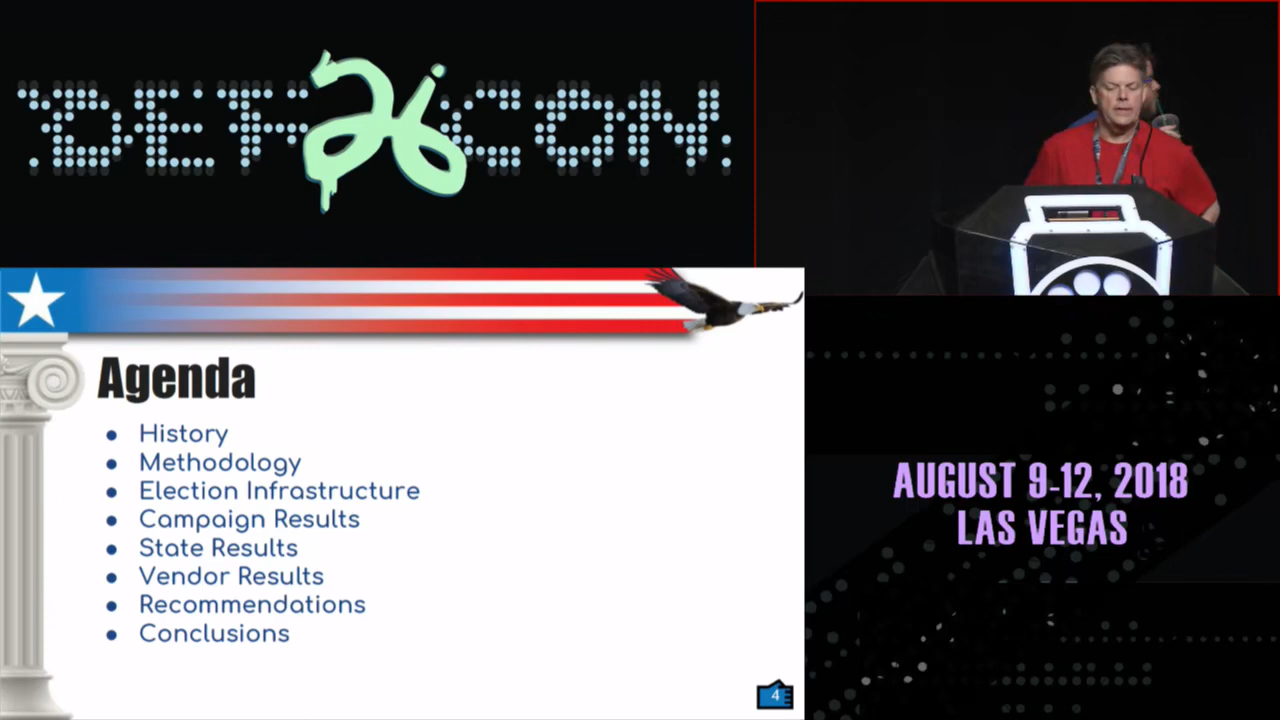 DEF CON
26
Agenda
● History
● Methodology
● Election Infrastructure
● Campaign Results
● State Results
● Vendor Results
● Recommendations
● Conclusions
4
AUGUST 9-12, 2018
LAS VEGAS